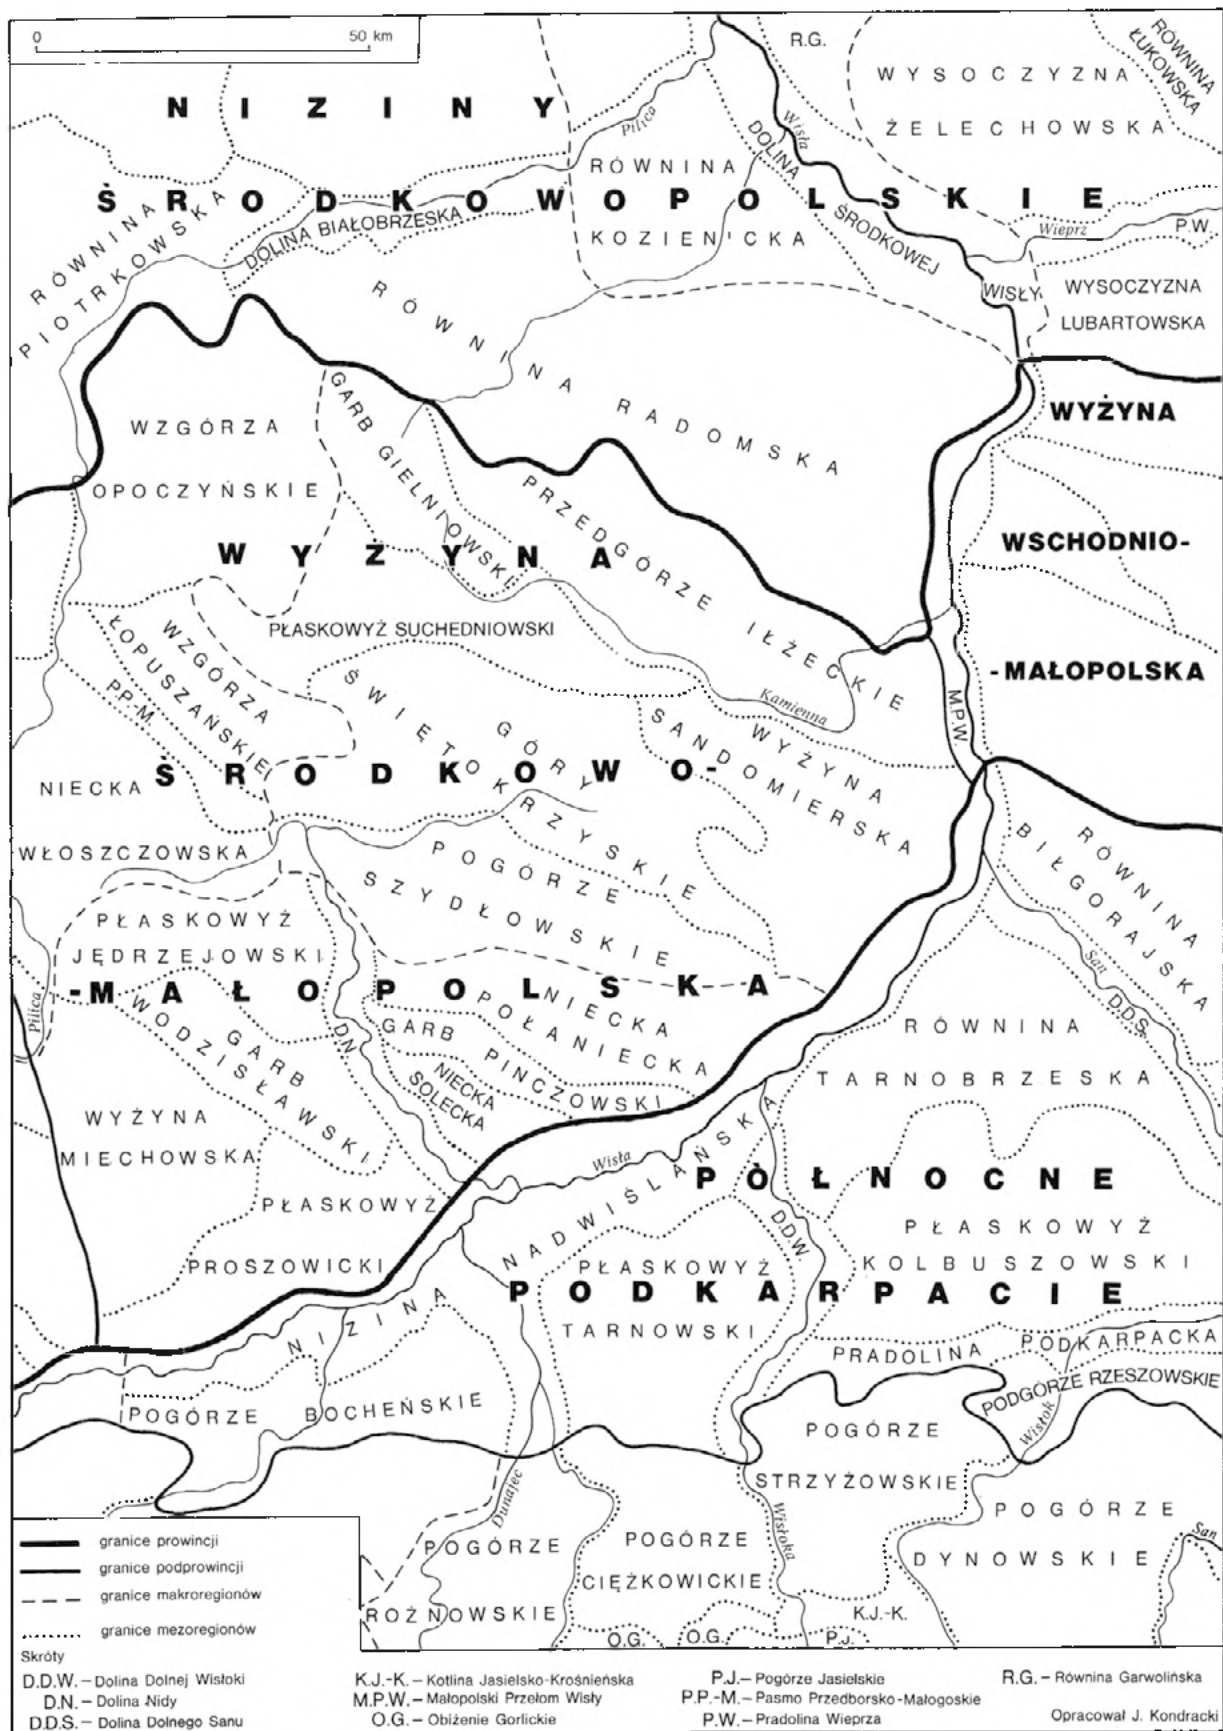 0 50 km
R.G.
RÓWNINA
ŁUKOWSKA
WYSOCZYZNA
ŻELECHOWSKA
NIZINY
Pilica
Wisła
DOLINA
RÓWNINA
ŚRODKOWOPOLSKIE
RÓWNINA
PIOTRKOWSKA
DOLINA BIAŁOBRZESKA
KOZIENICKA
ŚRODKOWEJ
Wieprz
P.W.
WISŁY
WYSOCZYZNA
LUBARTOWSKA
RÓWNINA RADOMSKA
GARB GIELNIOWSKI
WZGÓRZA
OPOCZYŃSKIE
WYŻYNA
PRZEDGÓRZE IŁŻECKIE
WYŻYNA
WSCHODNIO-
-MAŁOPOLSKA
PŁASKOWYŻ SUCHEDNIOWSKI
WZGÓRZA
ŁOPUSZAŃSKIE
P.P.-M.
GÓRY
ŚWIĘTOKRZYSKIE
Kamienna
M.P.W.
WYŻYNA
SANDOMIERSKA
ŚRODKOWO-
NIECKA
WŁOSZCZOWSKA
POGÓRZE
SZYDŁOWSKIE
RÓWNINA
BIŁGORAJSKA
PŁASKOWYŻ
JĘDRZEJOWSKI
San
D.D.S.
-MAŁOPOLSKA
Pilica
GARB
WODZISŁAWSKI
D.N.
NIECKA
POŁANIECKA
GARB PINCZOWSKI
NIECKA
SOLECKA
RÓWNINA
TARNOBRZESKA
WYŻYNA
MIECHOWSKA
Wisła
PÓŁNOCNE
PŁASKOWYŻ
PROSZOWICKI
NIZINA NADWIŚLAŃSKA
D.D.W.
PŁASKOWYŻ
KOLBUSZOWSKI
PŁASKOWYŻ
TARNOWSKI
PODKARPACIE
PRADOLINA PODKARPACKA
PODGÓRZE RZESZOWSKIE
POGÓRZE BOCHEŃSKIE
Wisłok
POGÓRZE
STRZYŻOWSKIE
Dunajec
Wisłoka
POGÓRZE
DYNOWSKIE
San
POGÓRZE
ROŻNOWSKIE
POGÓRZE
CIĘŻKOWICKIE
K.J.-K.
O.G.
O.G.
P.J.
granice prowincji
granice podprowincji
granice makroregionów
granice mezoregionów
Skróty
D.D.W. – Dolina Dolnej Wisłoki
D.N. – Dolina Nidy
D.D.S. – Dolina Dolnego Sanu
K.J.-K. – Kotlina Jasielsko-Krośnieńska
M.P.W. – Małopolski Przełom Wisły
O.G. – Obiżenie Gorlickie
P.J. – Pogórze Jasielskie
P.P.-M. – Pasmo Przedborsko-Małogoskie
P.W. – Pradolina Wieprza
R.G. – Równina Garwolińska
Opracował J. Kondracki